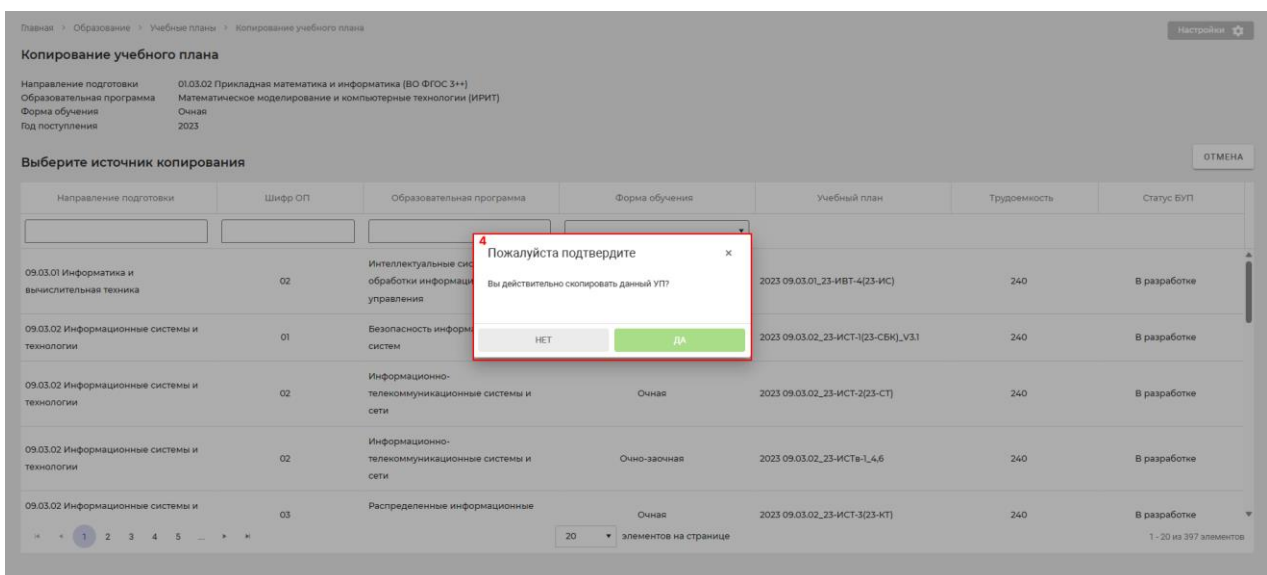 Главная › Образование › Учебные планы › Копирование учебного плана
Настройки
Копирование учебного плана
Направление подготовки 01.03.02 Прикладная математика и информатика (ВО ФГОС 3++)
Образовательная программа Математическое моделирование и компьютерные технологии (ИРИТ)
Форма обучения Очная
Год поступления 2023
Выберите источник копирования
ОТМЕНА
Направление подготовки Шифр ОП Образовательная программа Форма обучения Учебный план Трудоемкость Статус БУП
4
Пожалуйста подтвердите ×
Вы действительно скопировать данный УП?
НЕТ ДА
Интеллектуальные сис
09.03.01 Информатика и
вычислительная техника
02 обработки информаци
управления
2023 09.03.01_23-ИВТ-4(23-ИС) 240 В разработке
09.03.02 Информационные системы и
технологии
01 Безопасность информа
систем
2023 09.03.02_23-ИСТ-1(23-СБК)_V3.1 240 В разработке
09.03.02 Информационные системы и
технологии
02 Информационно-
телекоммуникационные системы и
сети
Очная 2023 09.03.02_23-ИСТ-2(23-СТ) 240 В разработке
09.03.02 Информационные системы и
технологии
02 Информационно-
телекоммуникационные системы и
сети
Очно-заочная 2023 09.03.02_23-ИСТв-1_4,6 240 В разработке
09.03.02 Информационные системы и
03 Распределенные информационные
Очная 2023 09.03.02_23-ИСТ-3(23-КТ) 240 В разработке
1 2 3 4 5 ... 20 элементов на странице 1 - 20 из 397 элементов